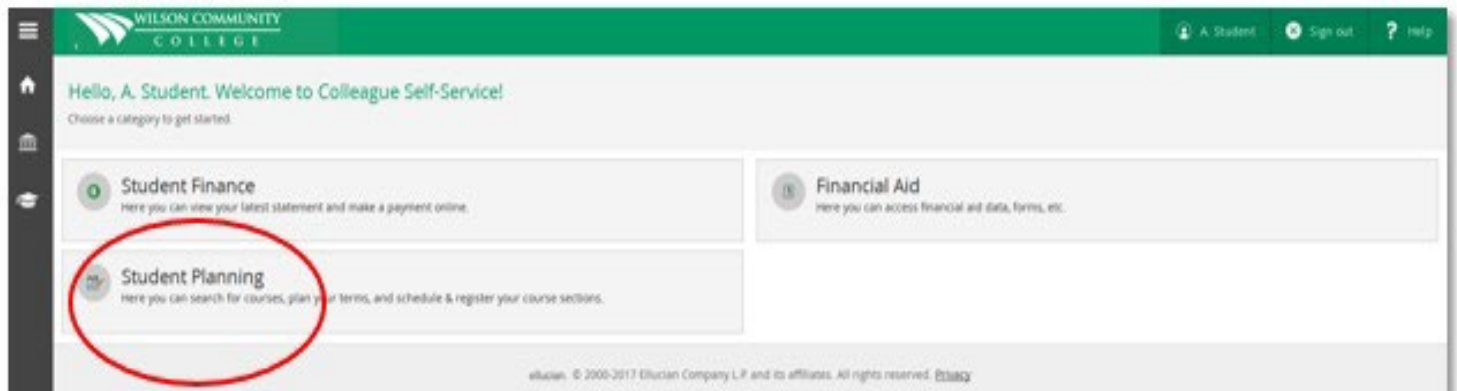 WILSON COMMUNITY
COLLEGE
A. Student
Sign out
? Help
Hello, A. Student. Welcome to Colleague Self-Service!
Choose a category to get started.
Student Finance
Here you can view your latest statement and make a payment online.
Financial Aid
Here you can access financial aid data, forms, etc.
Student Planning
Here you can search for courses, plan your terms, and schedule & register your course sections.
ellucian. © 2000-2017 Ellucian Company L.P. and its affiliates. All rights reserved. Privacy